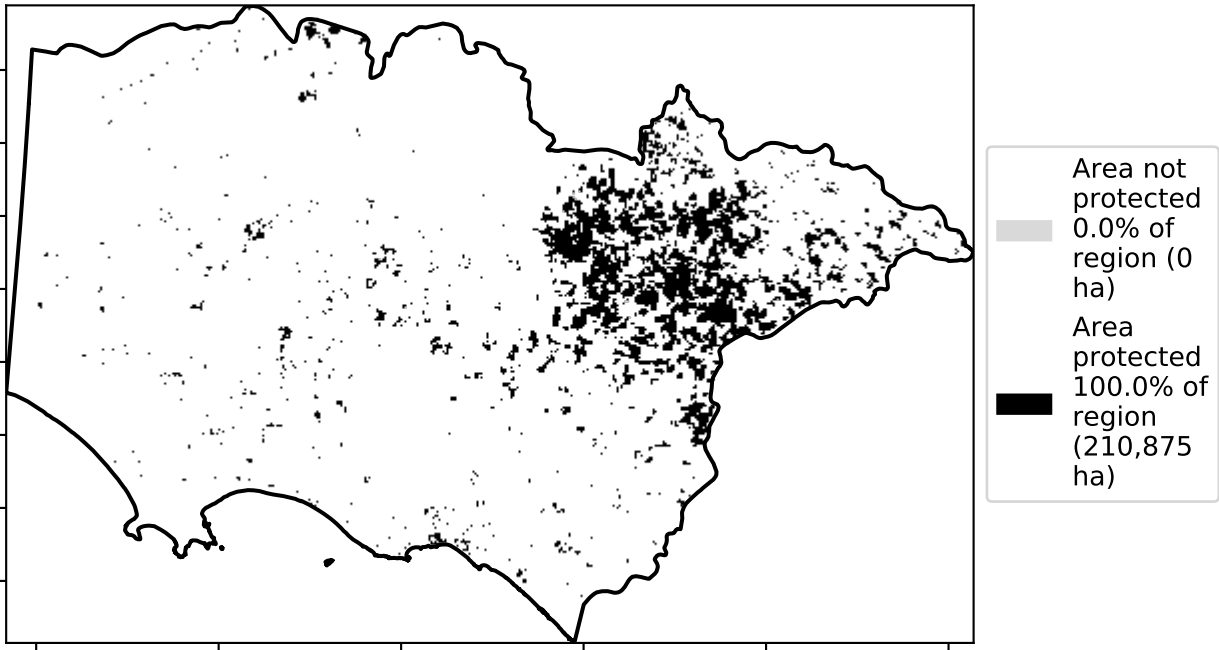 Area not
protected
0.0% of
region (0
ha)
Area
protected
100.0% of
region
(210,875
ha)